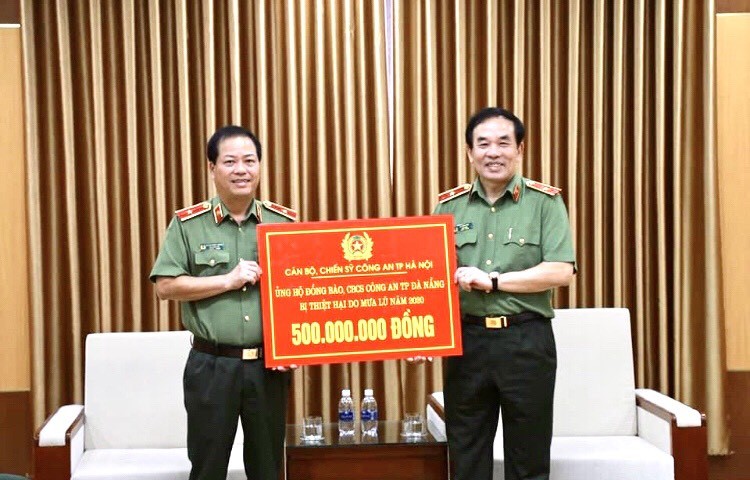 CÁN BỘ, CHIẾN SỸ CÔNG AN TP HÀ NỘI
ỦNG HỘ ĐỒNG BÀO, CBCS CÔNG AN TP ĐÀ NẴNG
BỊ THIỆT HẠI DO MƯA LŨ NĂM 2020
500.000.000 ĐỒNG